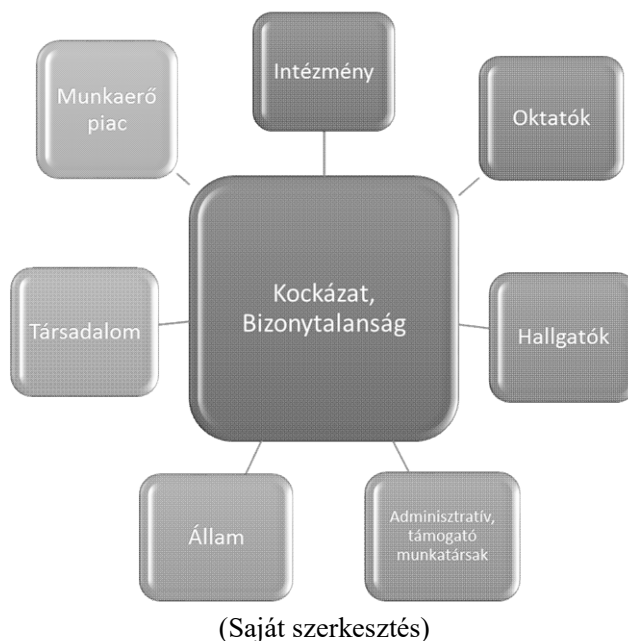 Intézmény
Munkaerő
piac
Oktatók
Kockázat,
Bizonytalanság
Társadalom
Hallgatók
Állam
Adminisztratív,
támogató
munkatársak
(Saját szerkesztés)